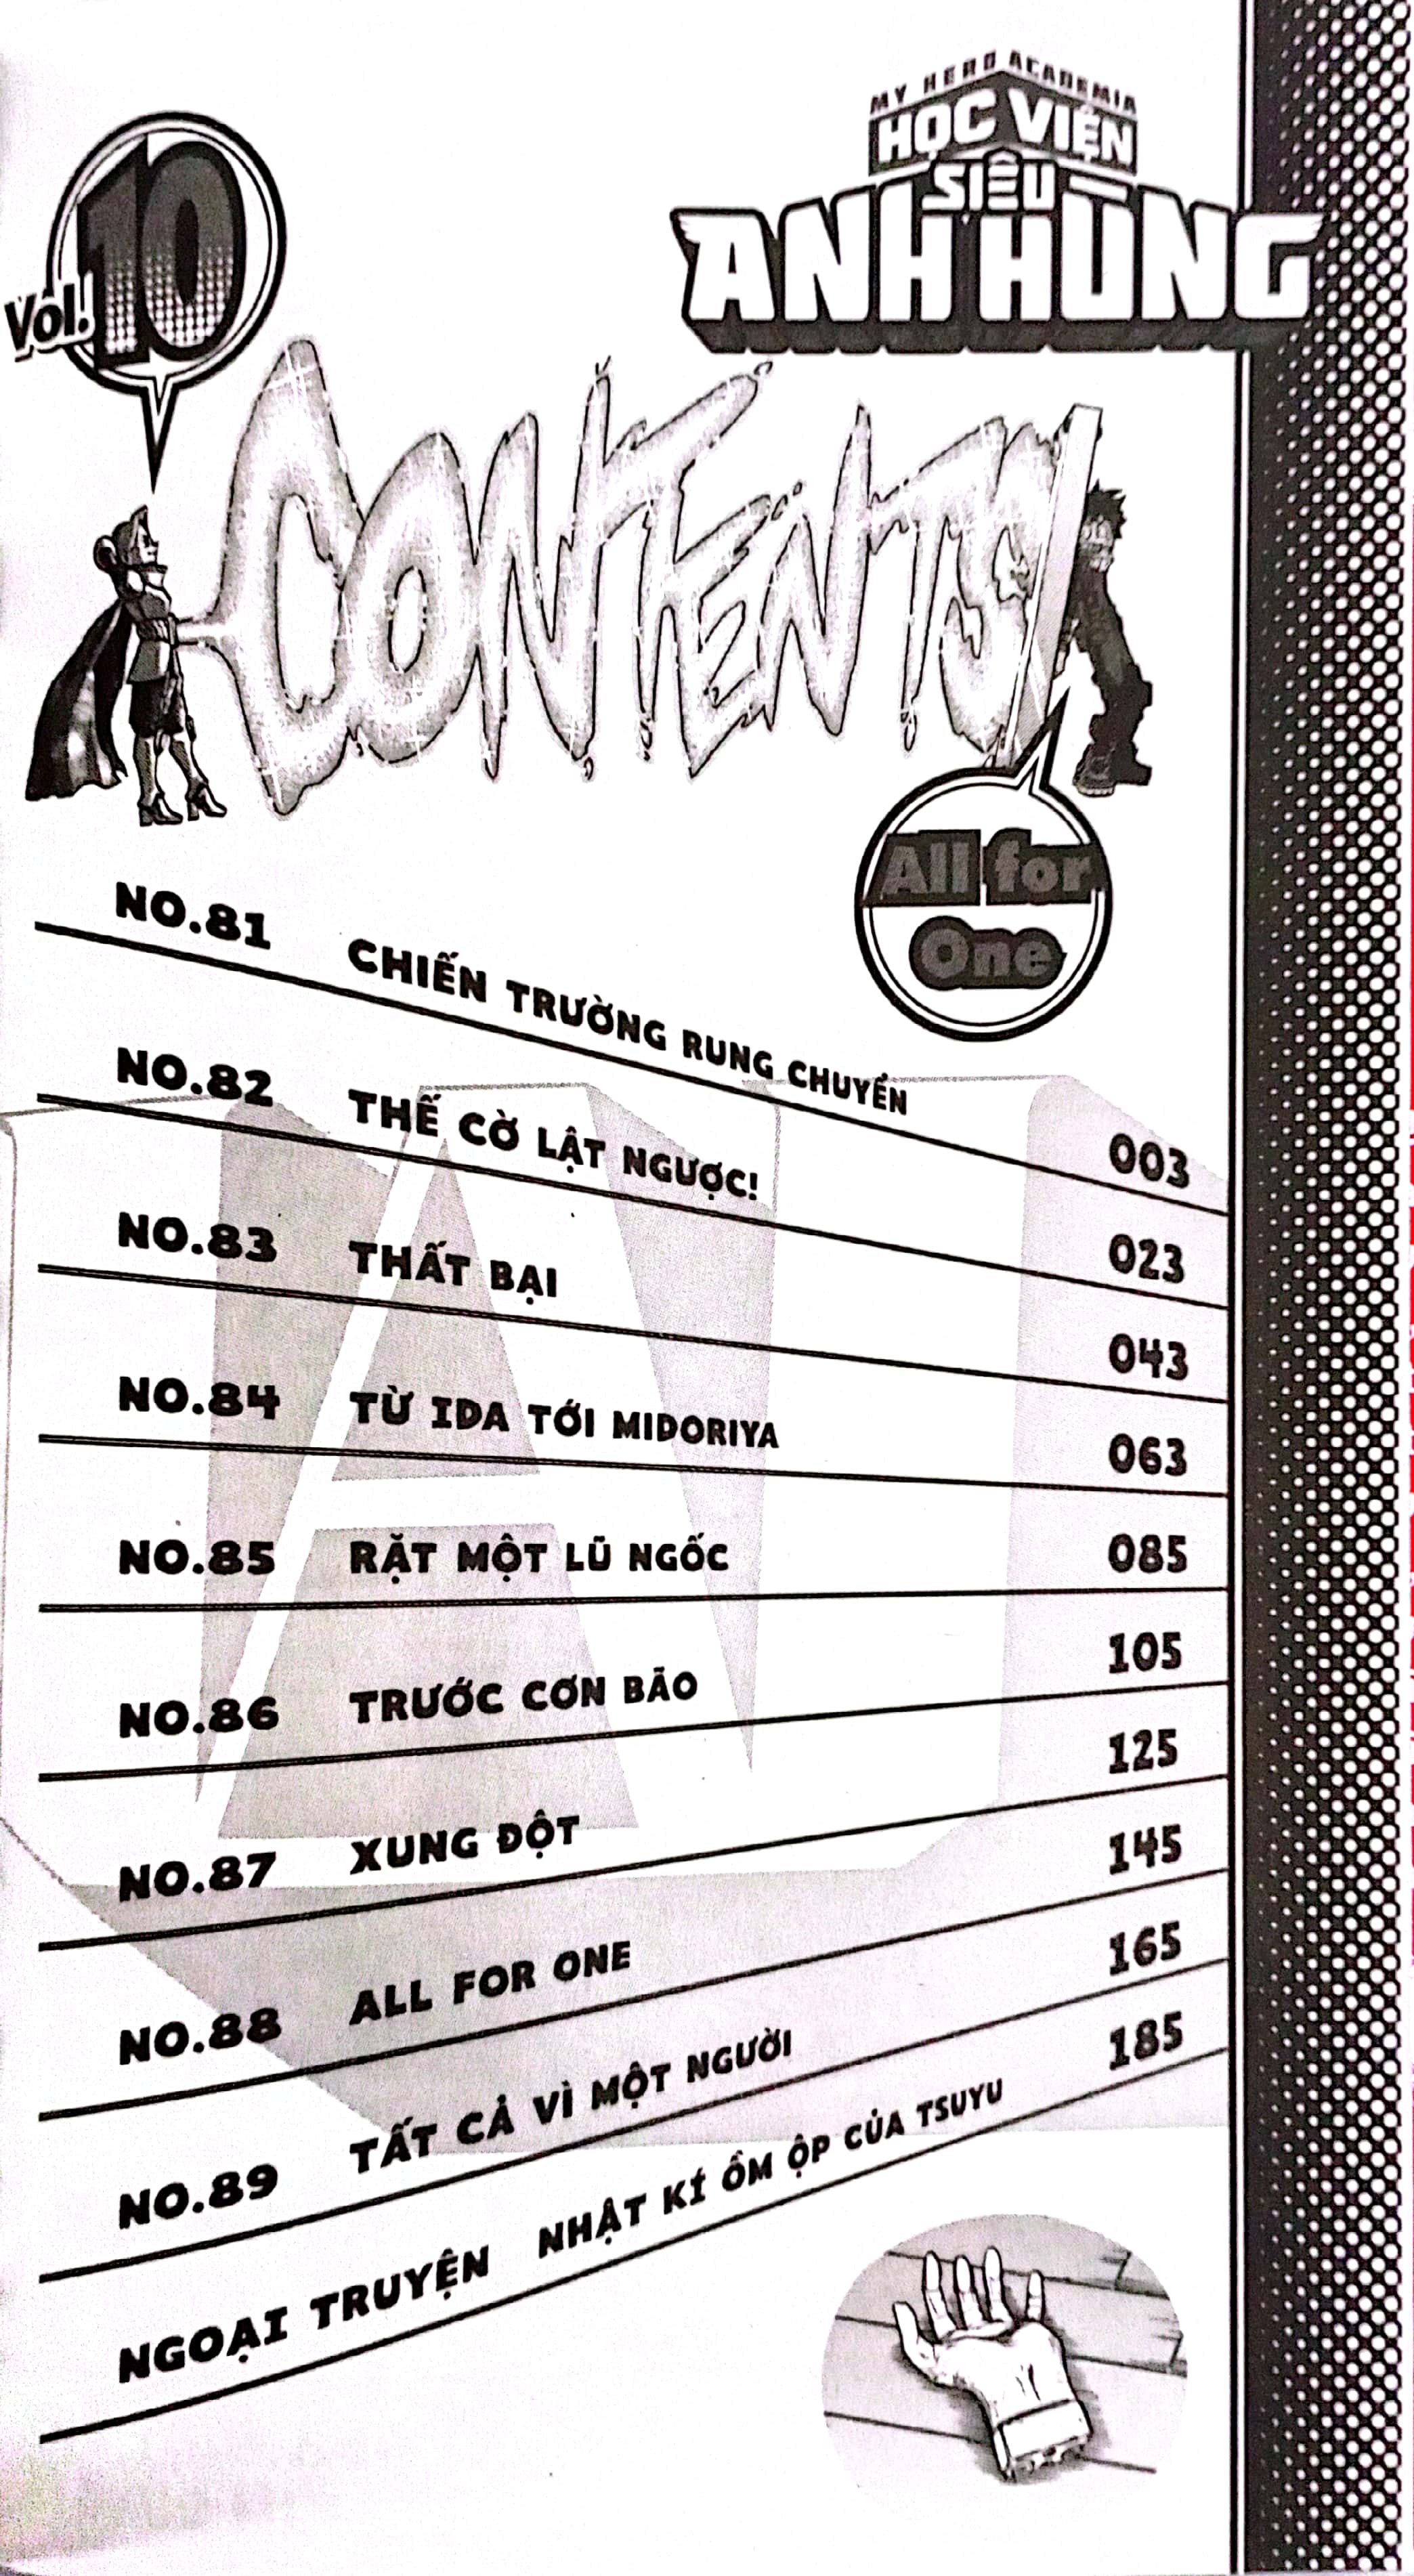 MY HERO ACADEMIA
HỌC VIỆN
SIÊU
ANH HÙNG
Vol. 10
CONTENTS
All for
One
NO.81 CHIẾN TRƯỜNG RUNG CHUYỂN 003
NO.82 THẾ CỜ LẬT NGƯỢC! 023
NO.83 THẤT BẠI 043
NO.84 TỪ IDA TỚI MIDORIYA 063
NO.85 RẶT MỘT LŨ NGỐC 085
NO.86 TRƯỚC CƠN BÃO 105
NO.87 XUNG ĐỘT 125
NO.88 ALL FOR ONE 145
NO.89 TẤT CẢ VÌ MỘT NGƯỜI 165
NGOẠI TRUYỆN NHẬT KÍ ỒM ỘP CỦA TSUYU 185